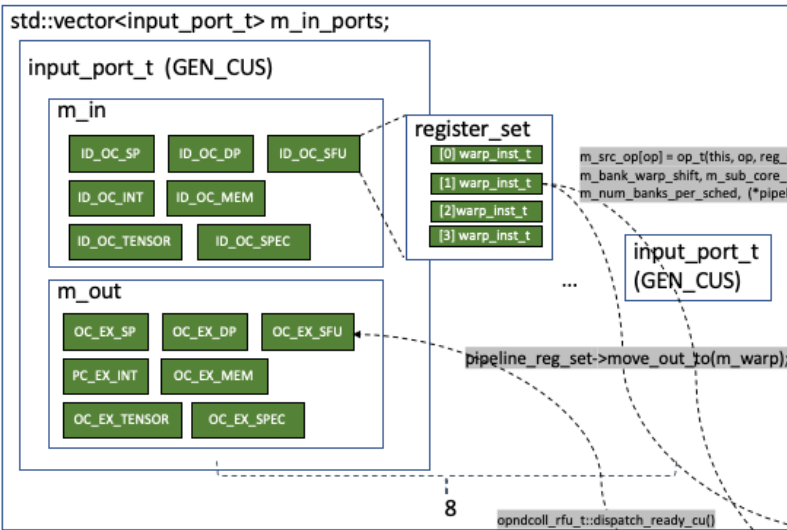 std::vector<input_port_t> m_in_ports;
input_port_t (GEN_CUS)
m_in
ID_OC_SP
ID_OC_DP
ID_OC_SFU
ID_OC_INT
ID_OC_MEM
ID_OC_TENSOR
ID_OC_SPEC
register_set
[0] warp_inst_t
[1] warp_inst_t
[2]warp_inst_t
[3] warp_inst_t
m_src_op[op] = op_t(this, op, reg_
m_bank_warp_shift, m_sub_core_
m_num_banks_per_sched, (*pipel
input_port_t
(GEN_CUS)
...
m_out
OC_EX_SP
OC_EX_DP
OC_EX_SFU
PC_EX_INT
OC_EX_MEM
OC_EX_TENSOR
OC_EX_SPEC
pipeline_reg_set->move_out_to(m_warp);
8
opndcoll_rfu_t::dispatch_ready_cu()